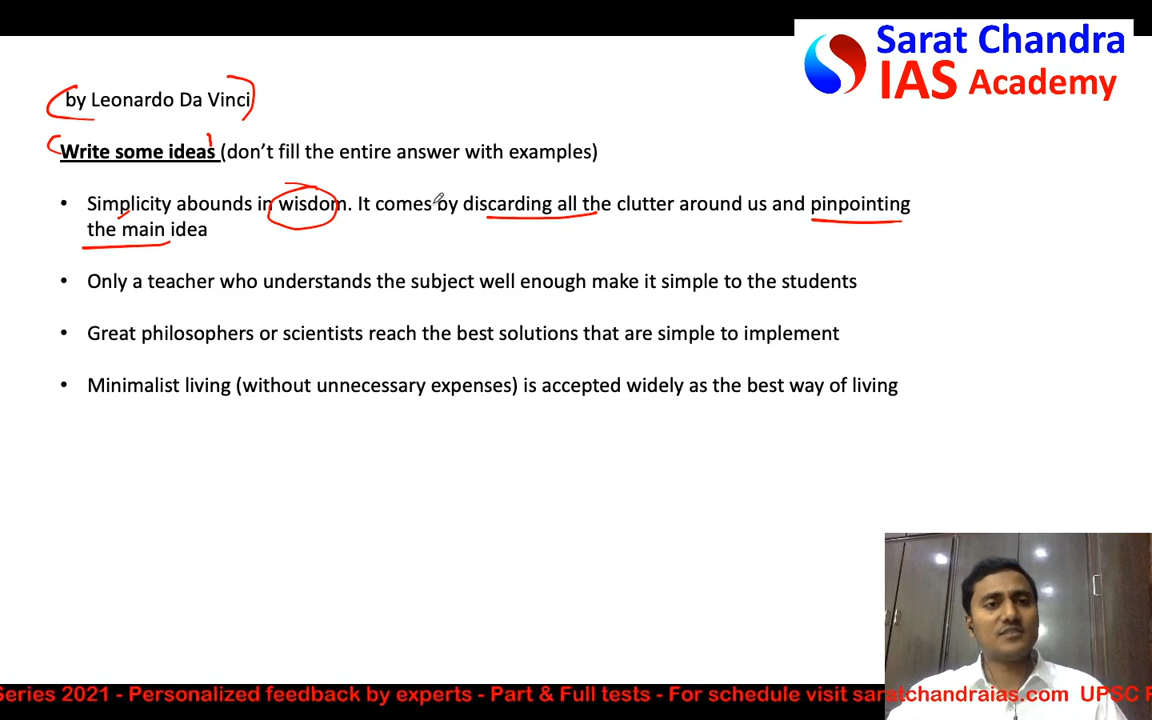 Sarat Chandra
IAS Academy
by Leonardo Da Vinci
Write some ideas (don’t fill the entire answer with examples)
• Simplicity abounds in wisdom. It comes by discarding all the clutter around us and pinpointing
the main idea
• Only a teacher who understands the subject well enough make it simple to the students
• Great philosophers or scientists reach the best solutions that are simple to implement
• Minimalist living (without unnecessary expenses) is accepted widely as the best way of living
Series 2021 - Personalized feedback by experts - Part & Full tests - For schedule visit saratchandraias.com UPSC